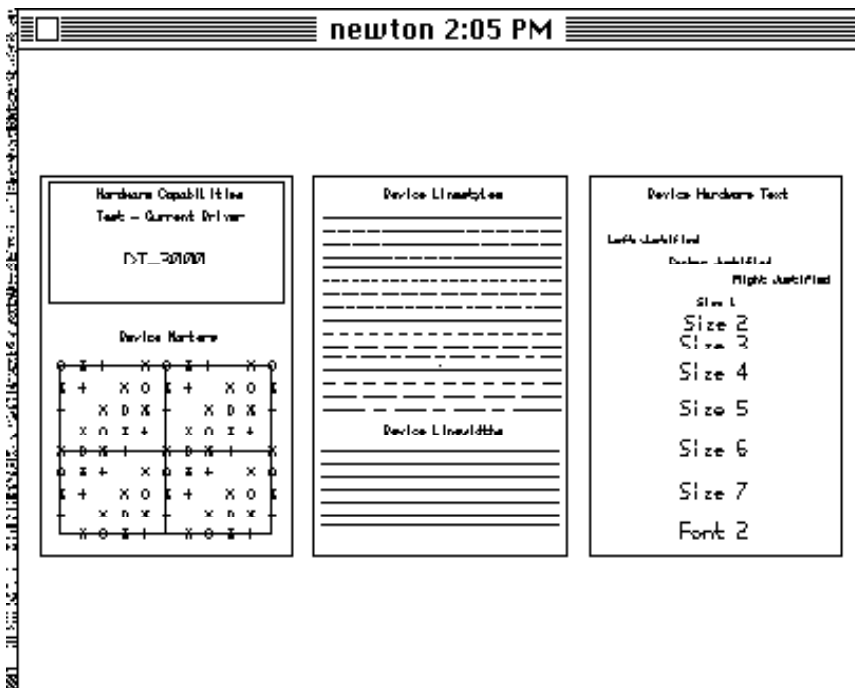 newton 2:05 PM
Hardware Capabilities
Test - Current Driver
Device Markers
Device Linestyles
Device Linewidths
Device Hardware Text
Left Justified
Center Justified
Right Justified
Size 1
Size 2
Size 3
Size 4
Size 5
Size 6
Size 7
Font 2